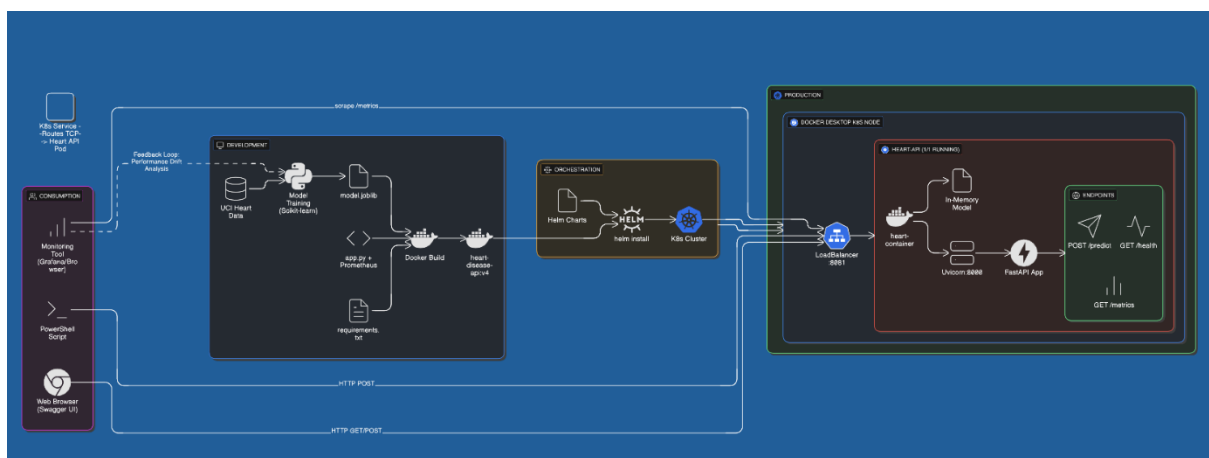 K8s Service -
-Routes TCP-
-> Heart API
Pod
scrape /metrics
Feedback Loop:
Performance Drift
Analysis
CONSUMPTION
Monitoring
Tool
(Grafana/Bro
wser)
PowerShell
Script
Web Browser
(Swagger UI)
DEVELOPMENT
UCI Heart
Data
Model
Training
(Scikit-learn)
model.joblib
app.py +
Prometheus
requirements.
txt
Docker Build
heart-
disease-
api:v4
ORCHESTRATION
Helm Charts
HELM
helm install
K8s Cluster
HTTP POST
HTTP GET/POST
PRODUCTION
DOCKER DESKTOP K8S NODE
LoadBalancer
:8081
HEART-API (1/1 RUNNING)
heart-
container
In-Memory
Model
Uvicorn:8000
FastAPI App
ENDPOINTS
POST /predict
GET /health
GET /metrics